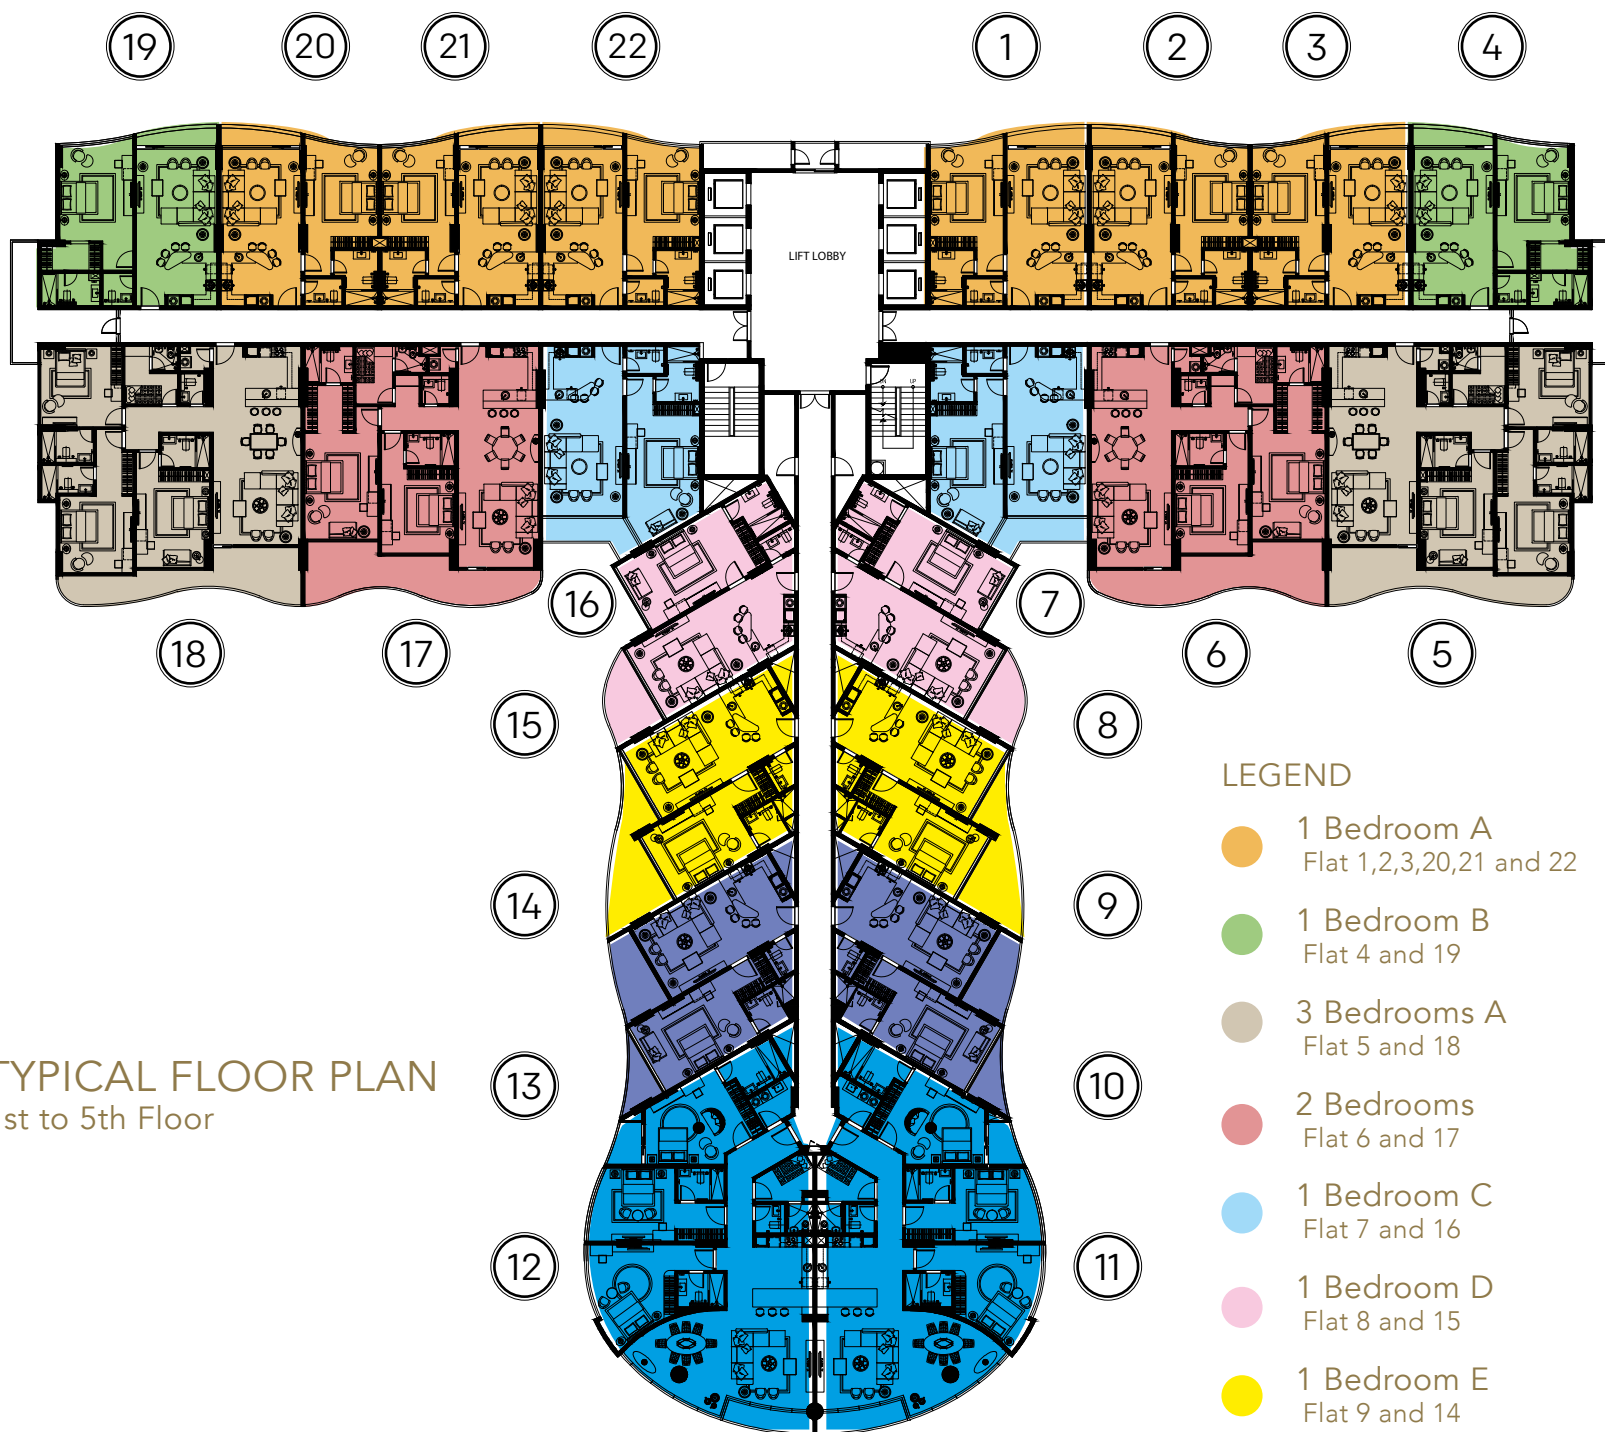 19 20 21 22 1 2 3 4
LIFT LOBBY
UP
16 7
18 17 6 5
15 8
LEGEND
1 Bedroom A
Flat 1,2,3,20,21 and 22
14 9
1 Bedroom B
Flat 4 and 19
3 Bedrooms A
Flat 5 and 18
TYPICAL FLOOR PLAN
st to 5th Floor
13 10
2 Bedrooms
Flat 6 and 17
1 Bedroom C
Flat 7 and 16
12 11
1 Bedroom D
Flat 8 and 15
1 Bedroom E
Flat 9 and 14